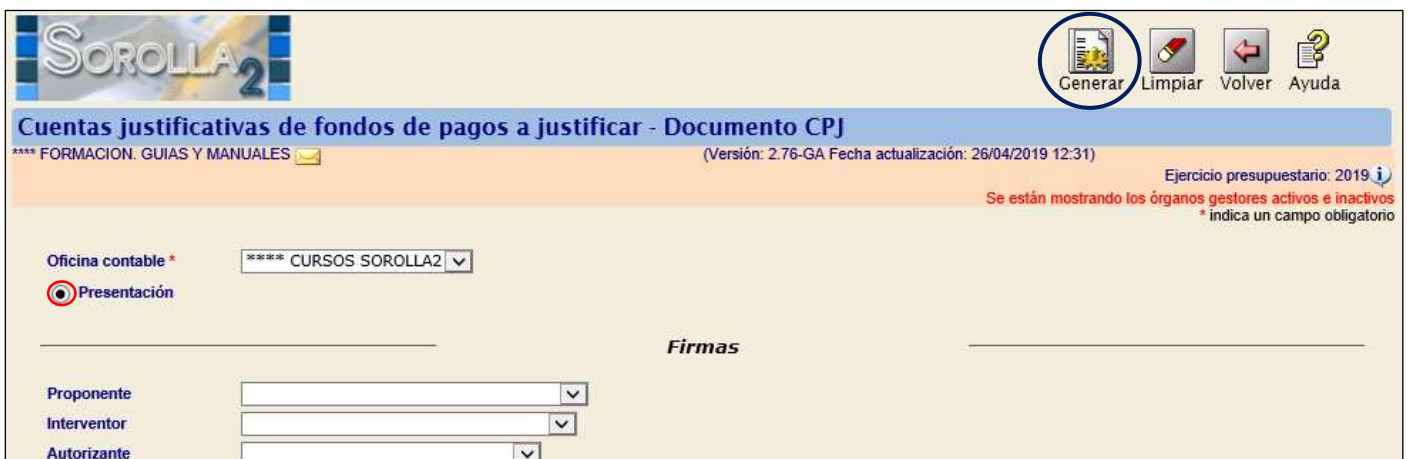 SOROLLA2
Generar Limpiar Volver Ayuda
Cuentas justificativas de fondos de pagos a justificar - Documento CPJ
**** FORMACION. GUIAS Y MANUALES (Versión: 2.76-GA Fecha actualización: 26/04/2019 12:31)
Ejercicio presupuestario: 2019
Se están mostrando los órganos gestores activos e inactivos
* indica un campo obligatorio
Oficina contable * **** CURSOS SOROLLA2
Presentación
Firmas
Proponente
Interventor
Autorizante